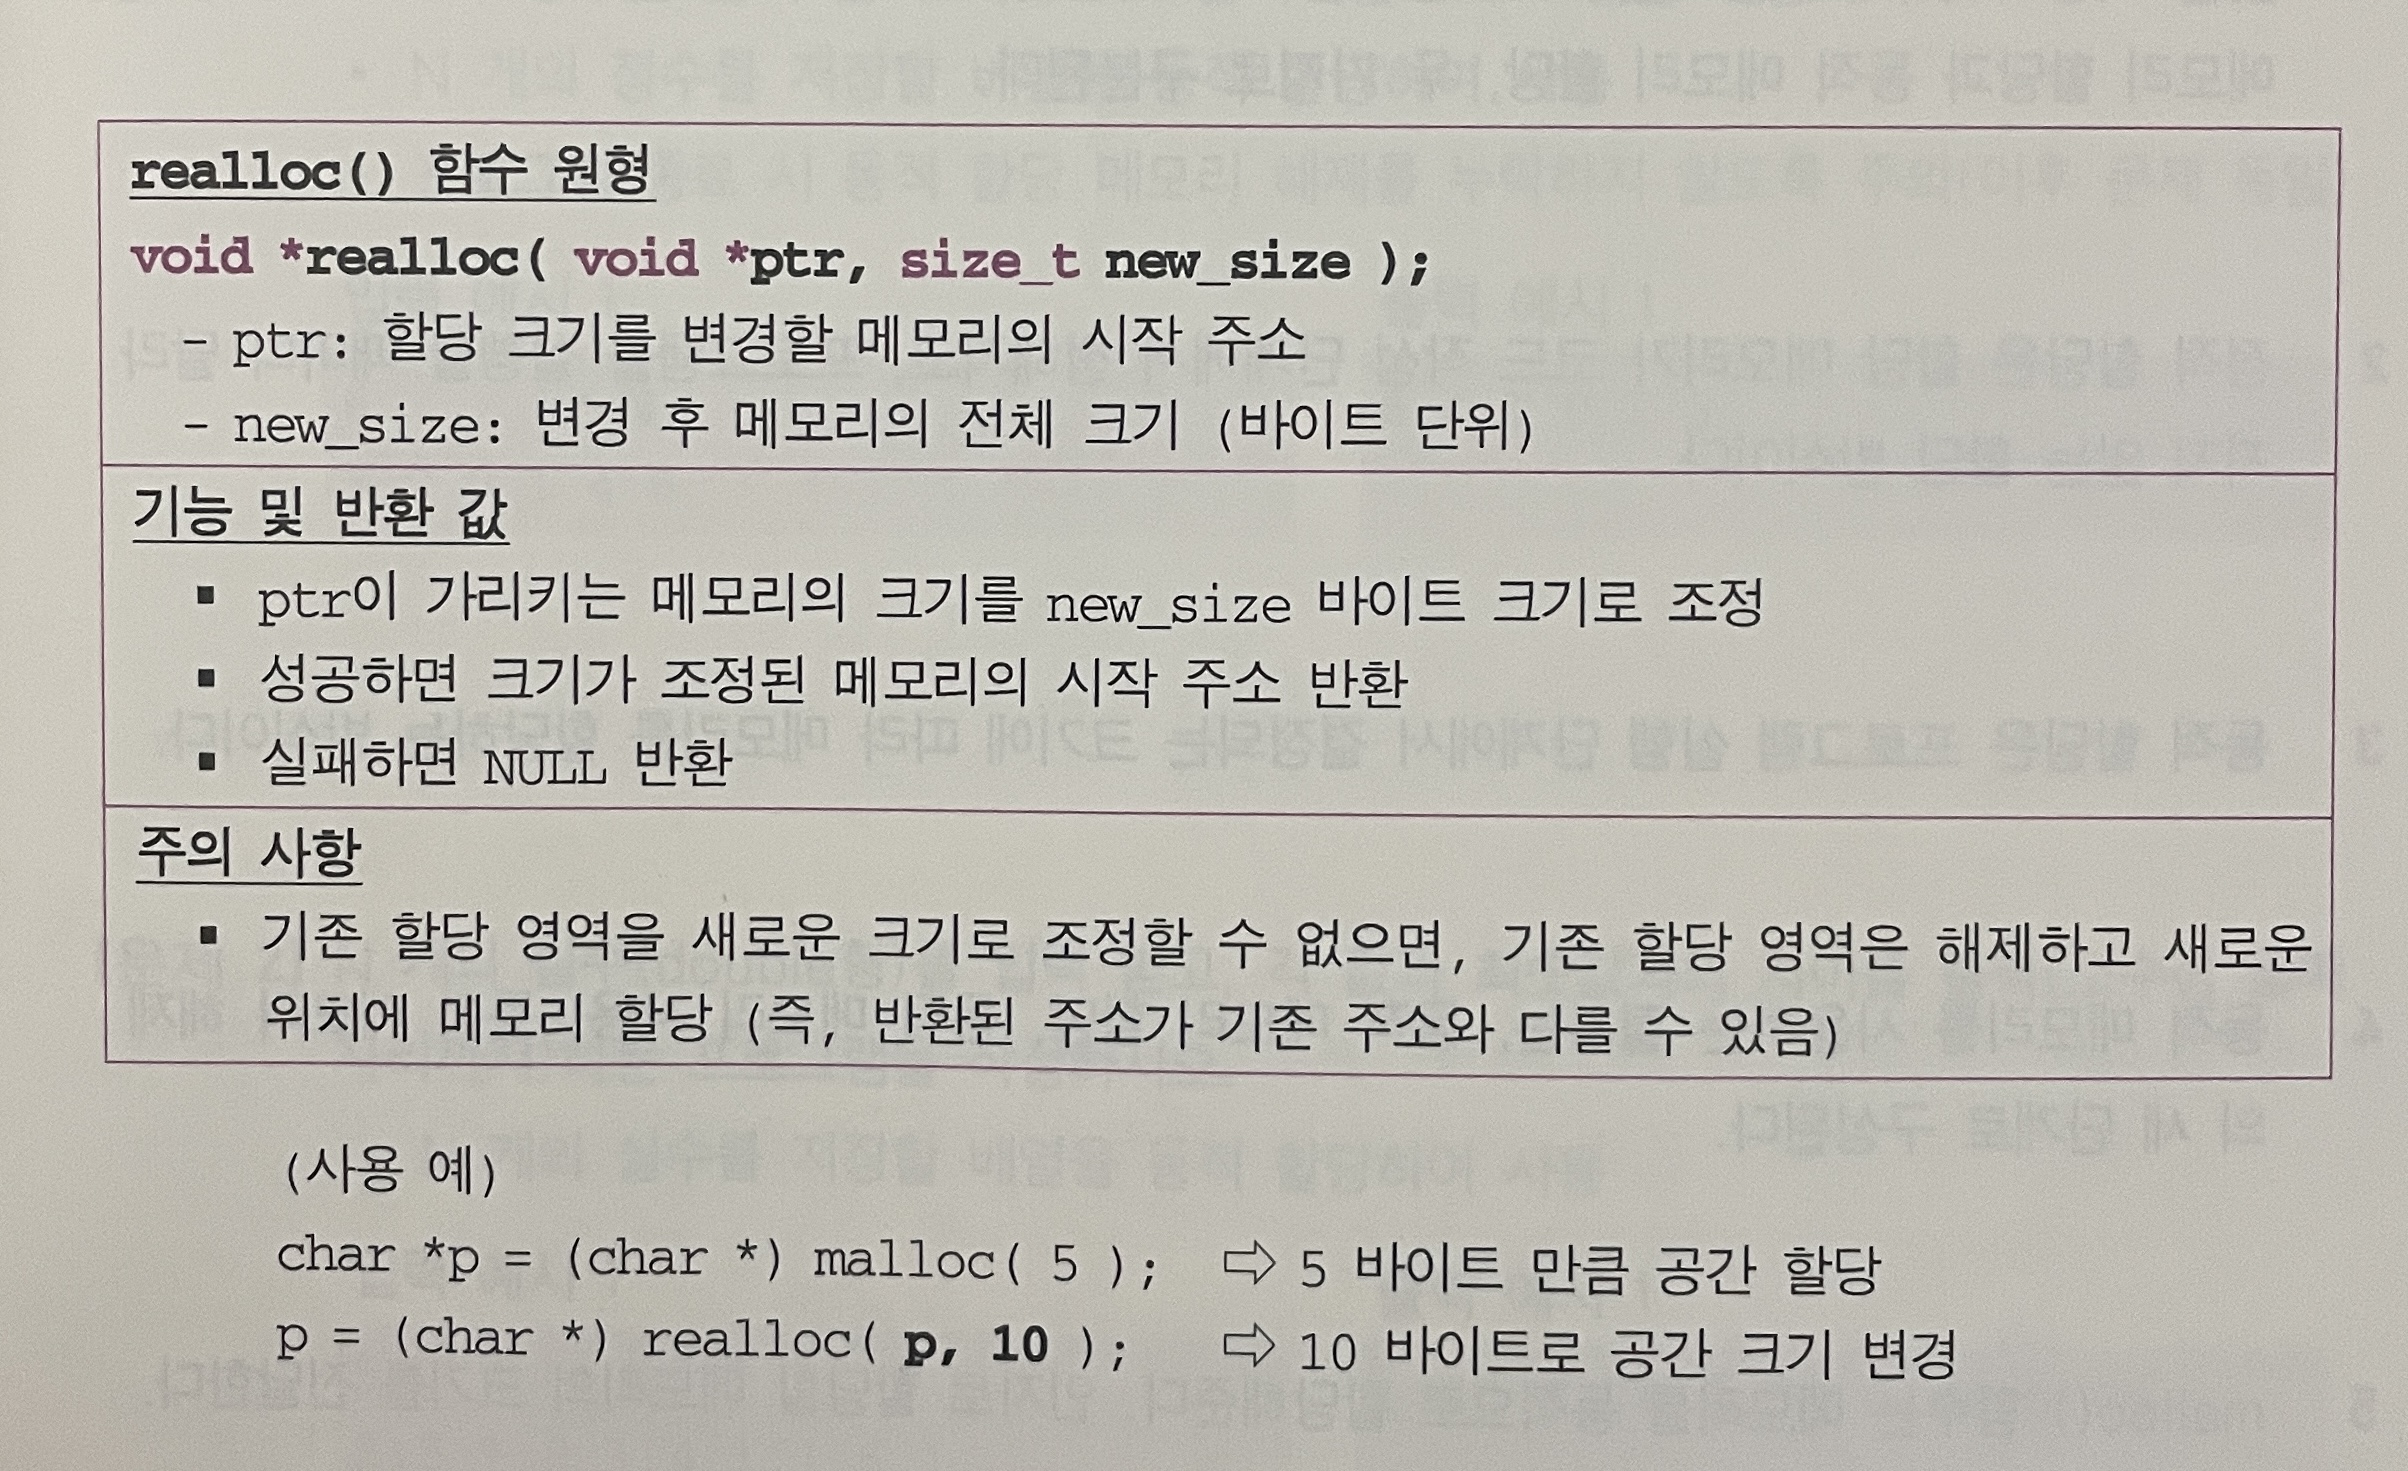 realloc() 함수 원형
void *realloc( void *ptr, size_t new_size );
- ptr: 할당 크기를 변경할 메모리의 시작 주소
- new_size: 변경 후 메모리의 전체 크기 (바이트 단위)
기능 및 반환 값
▪ ptr이 가리키는 메모리의 크기를 new_size 바이트 크기로 조정
▪ 성공하면 크기가 조정된 메모리의 시작 주소 반환
▪ 실패하면 NULL 반환
주의 사항
▪ 기존 할당 영역을 새로운 크기로 조정할 수 없으면, 기존 할당 영역은 해제하고 새로운
위치에 메모리 할당 (즉, 반환된 주소가 기존 주소와 다를 수 있음)
(사용 예)
char *p = (char *) malloc( 5 ); ⇨ 5 바이트 만큼 공간 할당
p = (char *) realloc( p, 10 ); ⇨ 10 바이트로 공간 크기 변경